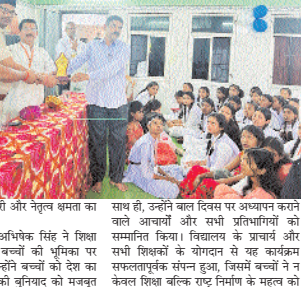 री और नेतृत्व क्षमता का
अभिषेक सिंह ने शिक्षा
बच्चों की भूमिका पर
न्होंने बच्चों को देश का
की बुनियाद को मजबूत
साथ ही, उन्होंने बाल दिवस पर अध्यापन कराने
वाले आचार्यों और सभी प्रतिभागियों को
सम्मानित किया। विद्यालय के प्राचार्य और
सभी शिक्षकों के योगदान से यह कार्यक्रम
सफलतापूर्वक संपन्न हुआ, जिसमें बच्चों ने न
केवल शिक्षा बल्कि राष्ट्र निर्माण के महत्व को